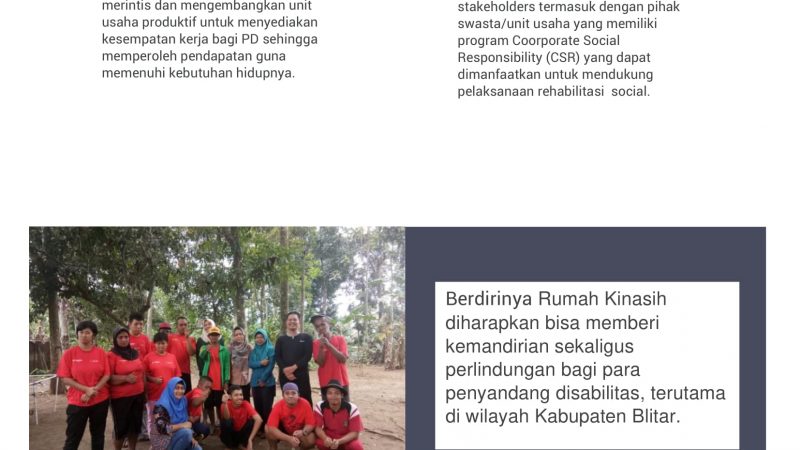 merintis dan mengembangkan unit
usaha produktif untuk menyediakan
kesempatan kerja bagi PD sehingga
memperoleh pendapatan guna
memenuhi kebutuhan hidupnya.
stakeholders termasuk dengan pihak
swasta/unit usaha yang memiliki
program Coorporate Social
Responsibility (CSR) yang dapat
dimanfaatkan untuk mendukung
pelaksanaan rehabilitasi  social.
Berdirinya Rumah Kinasih
diharapkan bisa memberi
kemandirian sekaligus
perlindungan bagi para
penyandang disabilitas, terutama
di wilayah Kabupaten Blitar.